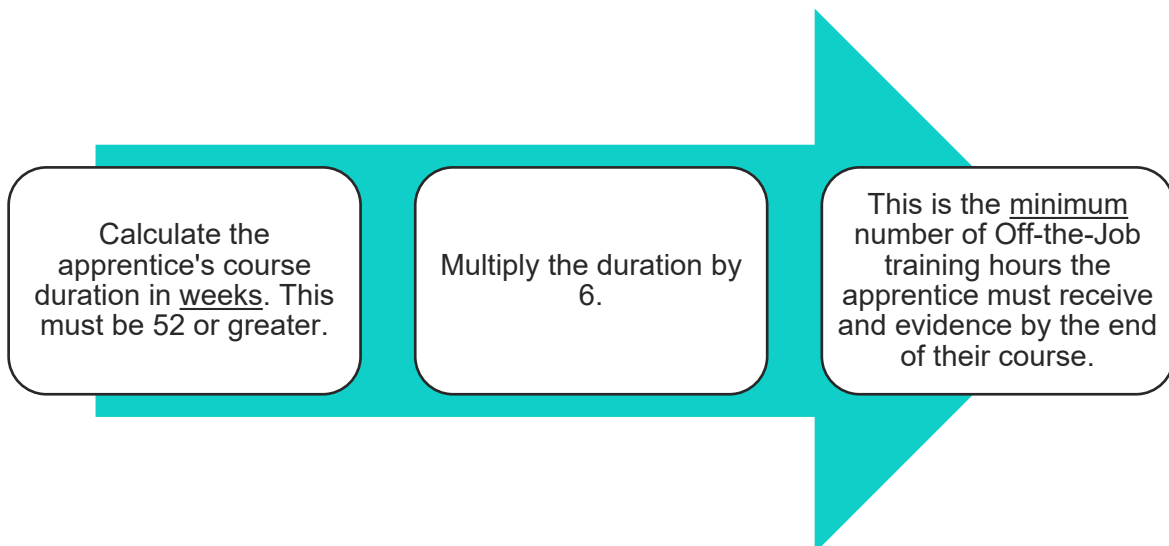 Calculate the
apprentice's course
duration in weeks. This
must be 52 or greater.
Multiply the duration by
6.
This is the minimum
number of Off-the-Job
training hours the
apprentice must receive
and evidence by the end
of their course.